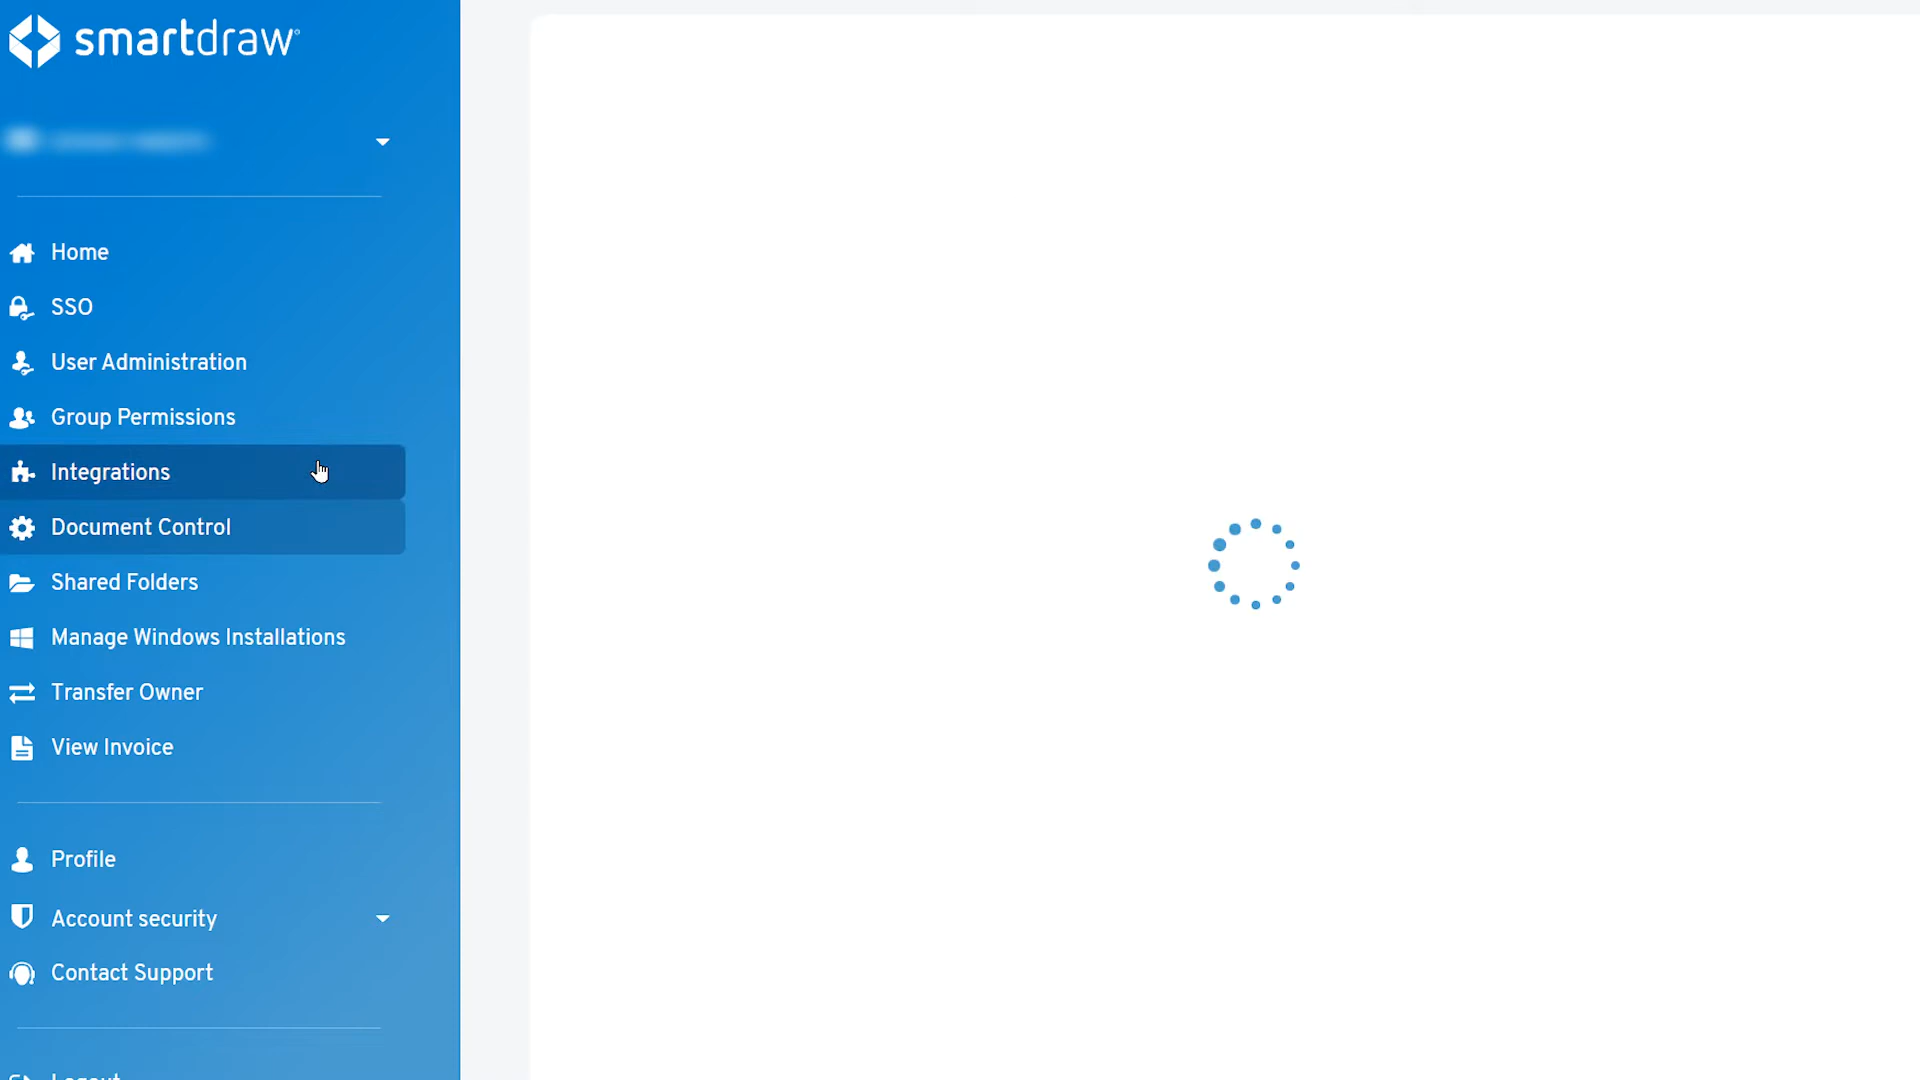 smartdraw
Home
SSO
User Administration
Group Permissions
Integrations
Document Control
Shared Folders
Manage Windows Installations
Transfer Owner
View Invoice
Profile
Account security
Contact Support
Logout